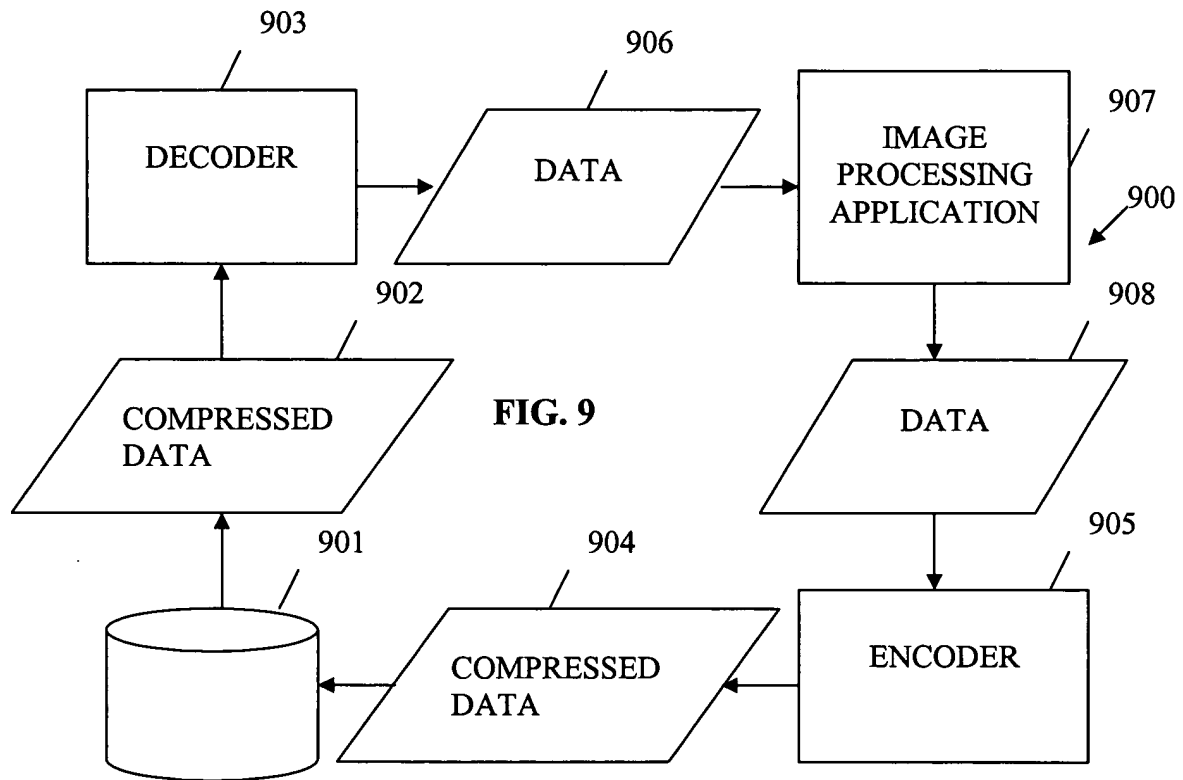 903
906
907
DECODER
DATA
IMAGE
PROCESSING
APPLICATION
900
902
908
COMPRESSED
DATA
FIG. 9
DATA
901
904
905
COMPRESSED
DATA
ENCODER